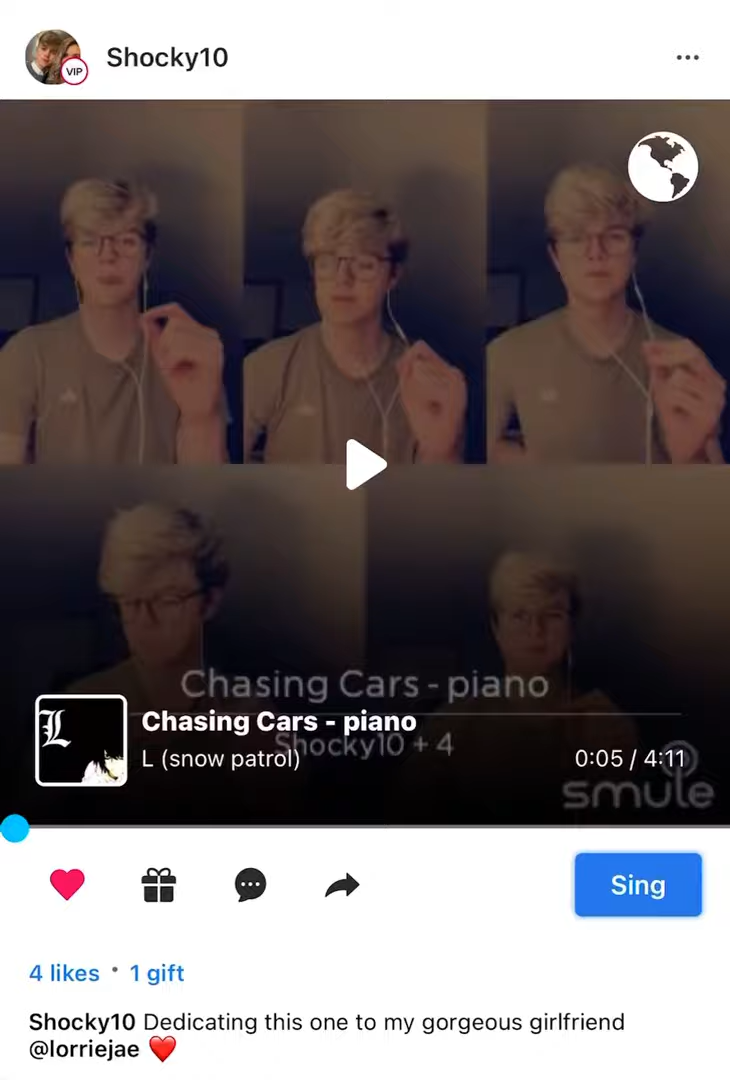 Shocky10
VIP
Chasing Cars - piano
L
Chasing Cars - piano
Shocky10 + 4
L (snow patrol)
0:05 / 4:11
smule
Sing
4 likes • 1 gift
Shocky10 Dedicating this one to my gorgeous girlfriend
@lorriejae ❤️